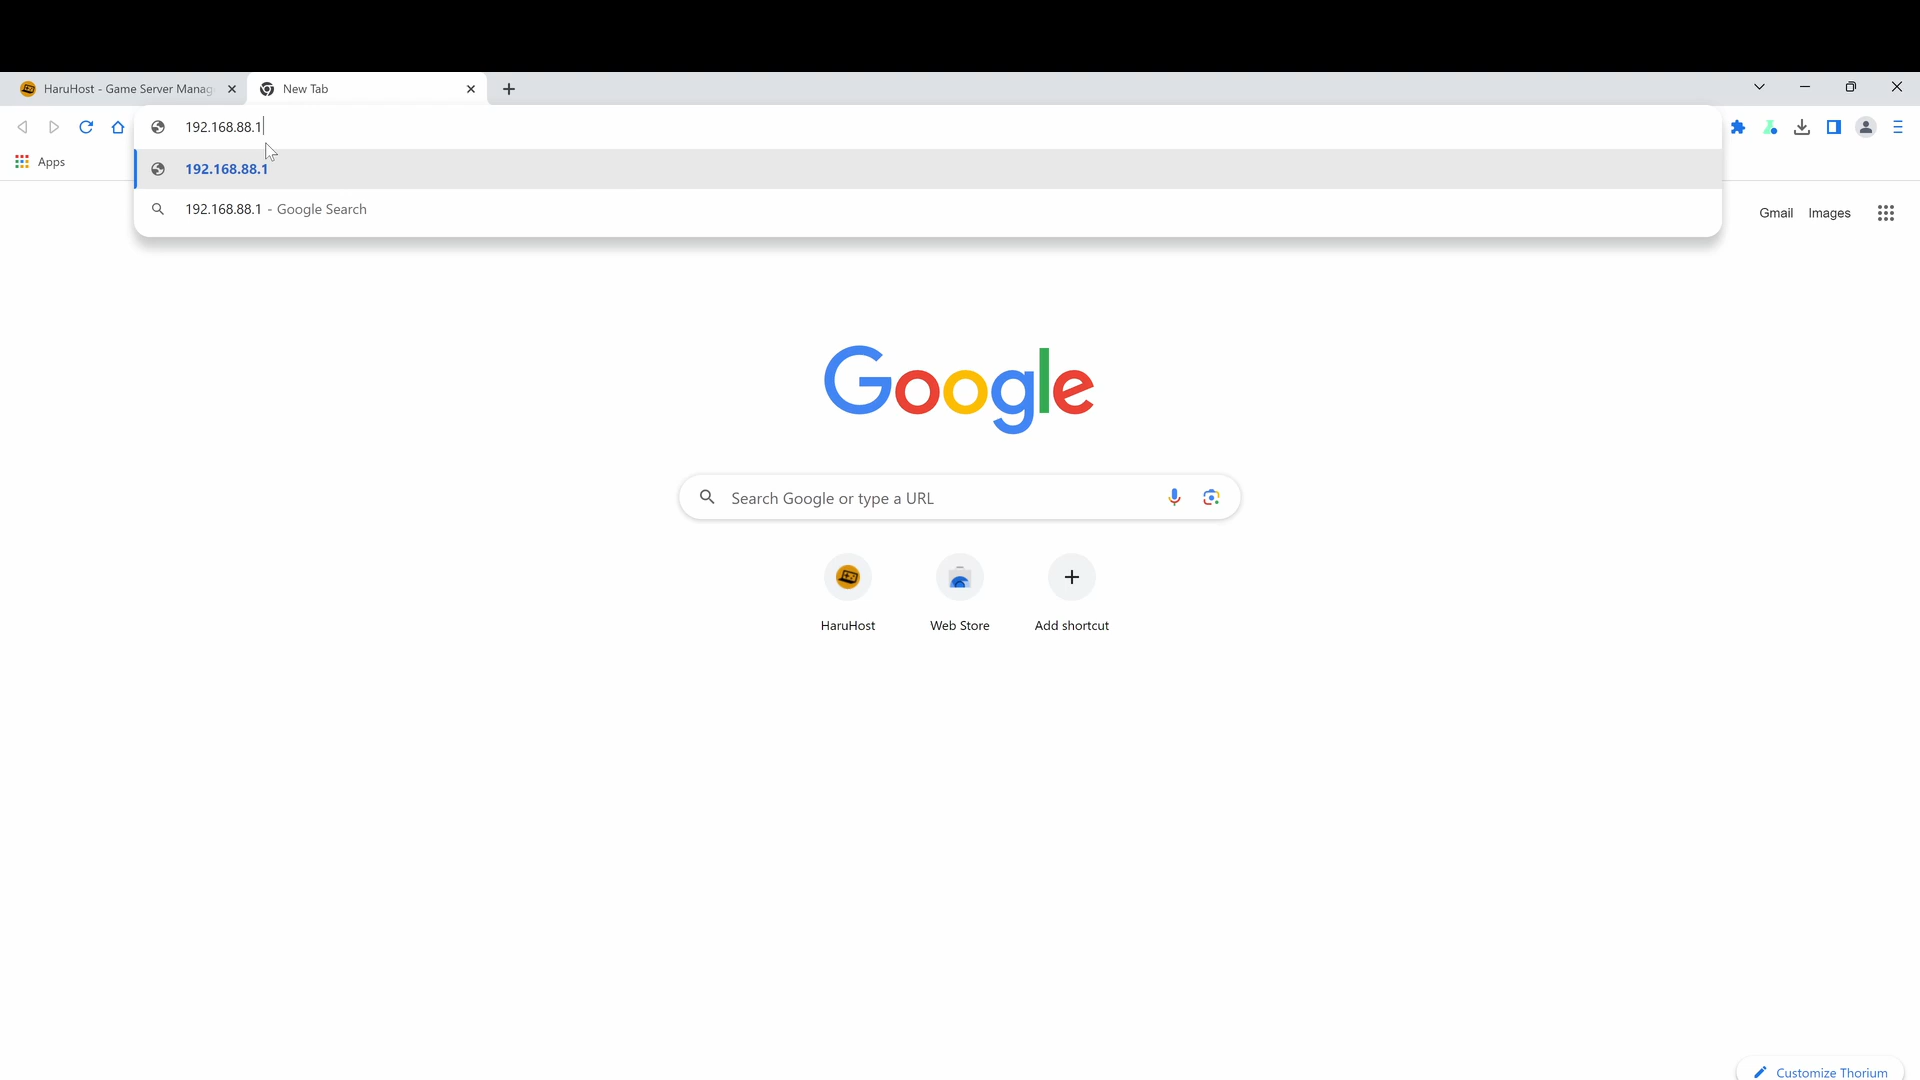 HaruHost - Game Server Manag
New Tab
192.168.88.1
Apps
192.168.88.1
192.168.88.1 - Google Search
Gmail Images
Google
Search Google or type a URL
HaruHost Web Store Add shortcut
Customize Thorium